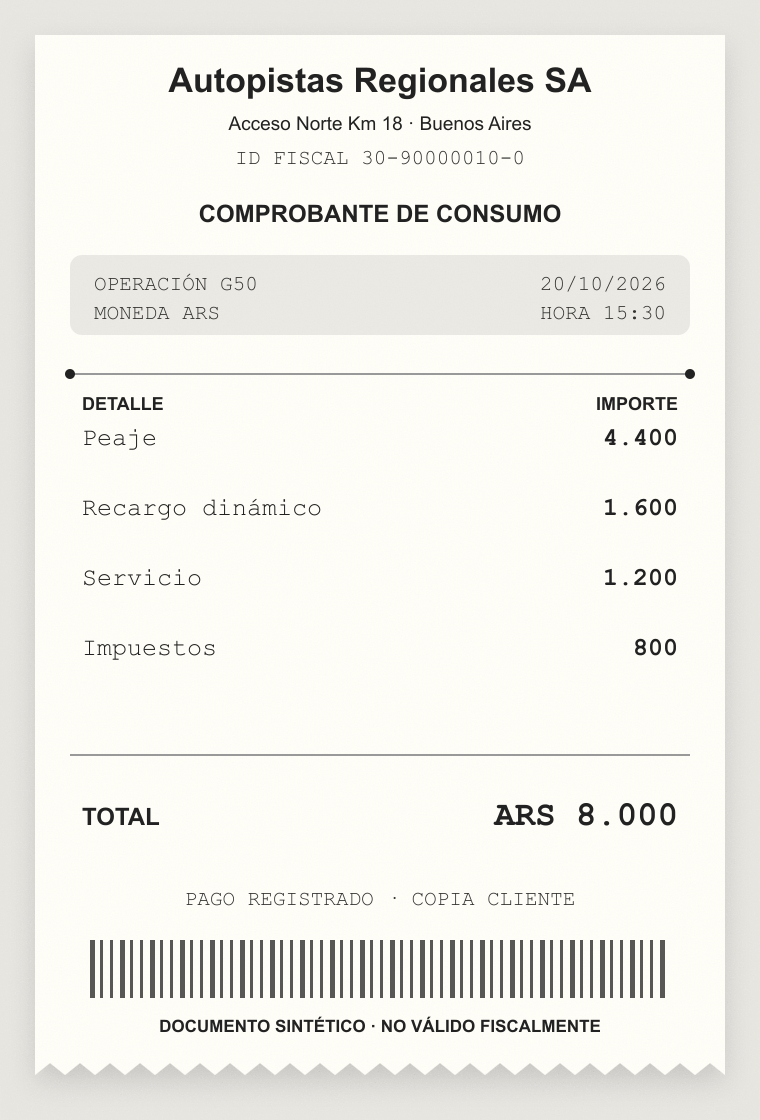 Autopistas Regionales SA
Acceso Norte Km 18 · Buenos Aires
ID FISCAL 30-90000010-0
COMPROBANTE DE CONSUMO
OPERACIÓN G50 20/10/2026
MONEDA ARS HORA 15:30
DETALLE IMPORTE
Peaje 4.400
Recargo dinámico 1.600
Servicio 1.200
Impuestos 800
TOTAL ARS 8.000
PAGO REGISTRADO · COPIA CLIENTE
DOCUMENTO SINTÉTICO · NO VÁLIDO FISCALMENTE